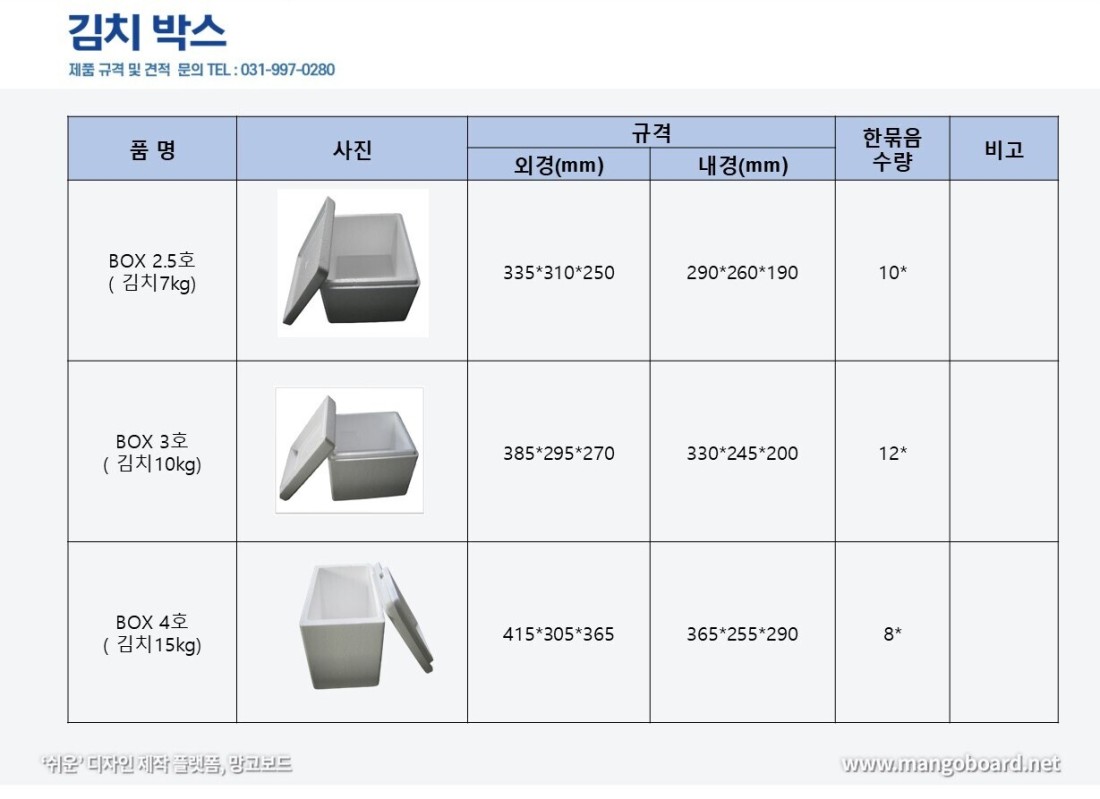 김치 박스
제품 규격 및 견적 문의 TEL : 031-997-0280
품 명
사진
규격
외경(mm)
내경(mm)
한묶음
수량
비고
BOX 2.5호
( 김치7kg)
335*310*250
290*260*190
10*
BOX 3호
( 김치10kg)
385*295*270
330*245*200
12*
BOX 4호
( 김치15kg)
415*305*365
365*255*290
8*
'쉬운' 디자인 제작 플랫폼, 망고보드
www.mangoboard.net